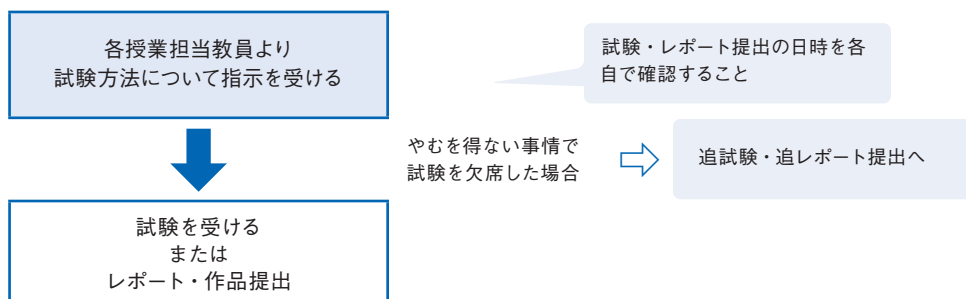 各授業担当教員より
試験方法について指示を受ける
試験・レポート提出の日時を各
自で確認すること
やむを得ない事情で
試験を欠席した場合
追試験・追レポート提出へ
試験を受ける
または
レポート・作品提出